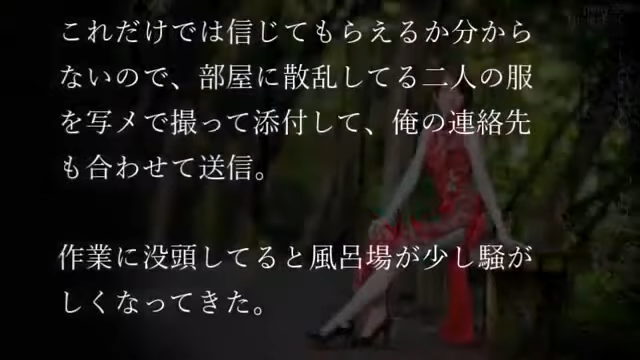 これだけでは信じてもらえるか分から
ないので、部屋に散乱してる二人の服
を写メで撮って添付して、俺の連絡先
も合わせて送信。
作業に没頭してると風呂場が少し騒が
しくなってきた。